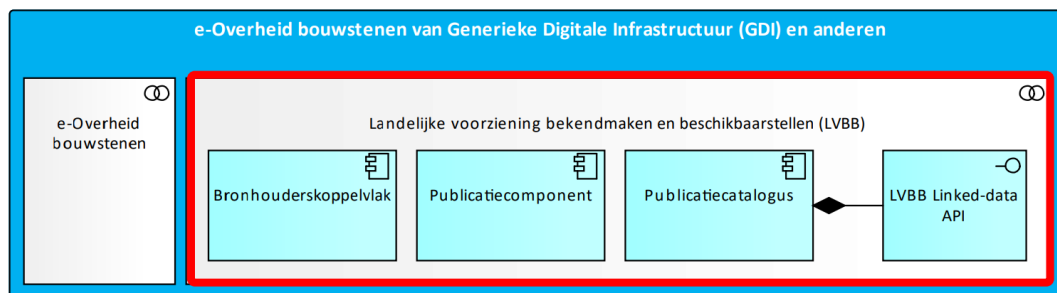 e-Overheid bouwstenen van Generieke Digitale Infrastructuur (GDI) en anderen
e-Overheid
bouwstenen
Landelijke voorziening bekendmaken en beschikbaarstellen (LVBB)
Bronhouderskoppelvlak
Publicatiecomponent
Publicatiecatalogus
LVBB Linked-data
API